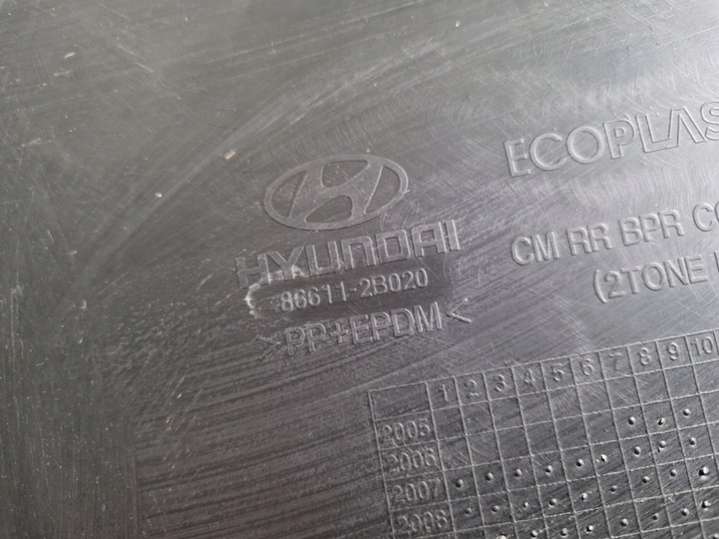 ECOPLAS
HYUNDAI
86611-2B020
>PP+EPDM<
CM RR BPR CO
(2TONE
1 2 3 4 5 6 7 8 9 10
2005
2006
2007
2008